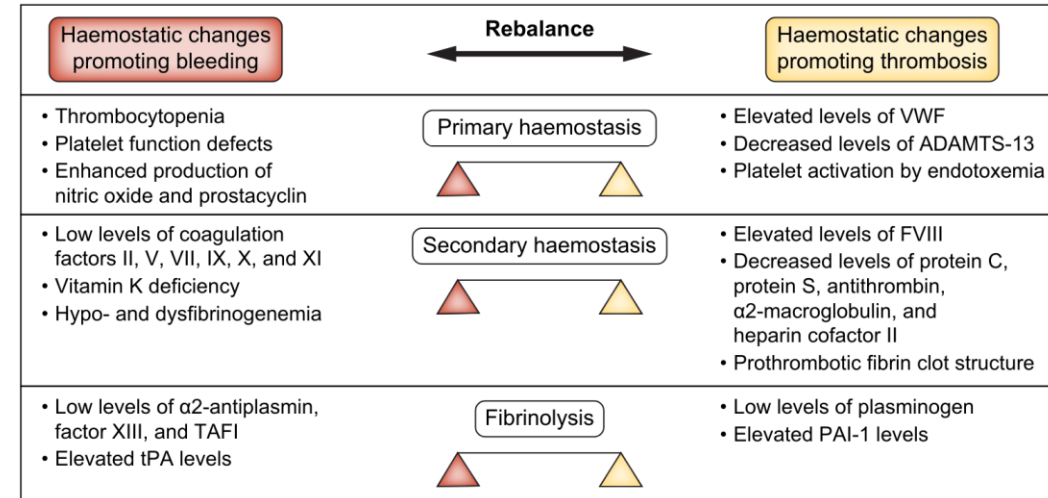 Haemostatic changes
promoting bleeding
Rebalance
Haemostatic changes
promoting thrombosis
• Thrombocytopenia
• Platelet function defects
• Enhanced production of
nitric oxide and prostacyclin
Primary haemostasis
• Elevated levels of VWF
• Decreased levels of ADAMTS-13
• Platelet activation by endotoxemia
• Low levels of coagulation
factors II, V, VII, IX, X, and XI
• Vitamin K deficiency
• Hypo- and dysfibrinogenemia
Secondary haemostasis
• Elevated levels of FVIII
• Decreased levels of protein C,
protein S, antithrombin,
α2-macroglobulin, and
heparin cofactor II
• Prothrombotic fibrin clot structure
• Low levels of α2-antiplasmin,
factor XIII, and TAFI
• Elevated tPA levels
Fibrinolysis
• Low levels of plasminogen
• Elevated PAI-1 levels